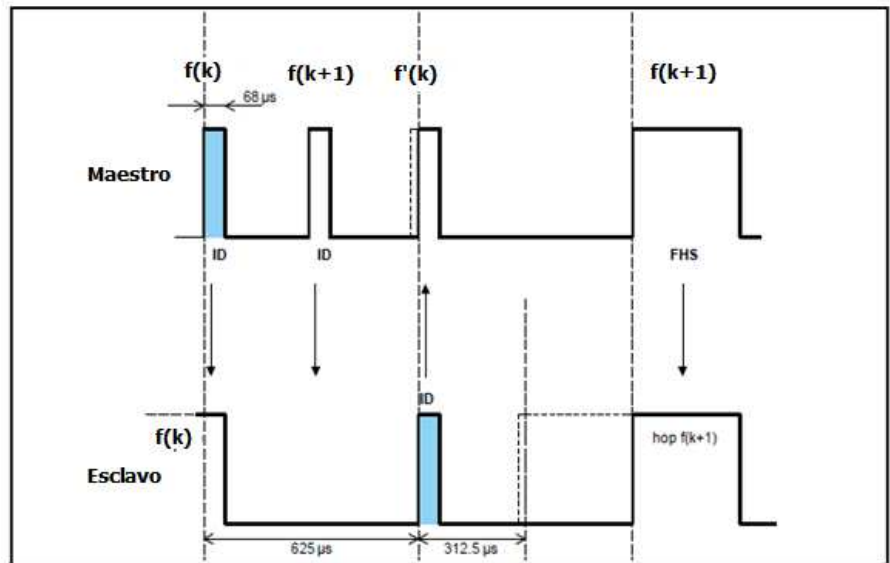 f(k) f(k+1) f'(k) f(k+1)
68 µs
Maestro
ID ID FHS
ID
f(k) hop f(k+1)
Esclavo
625 µs 312.5 µs